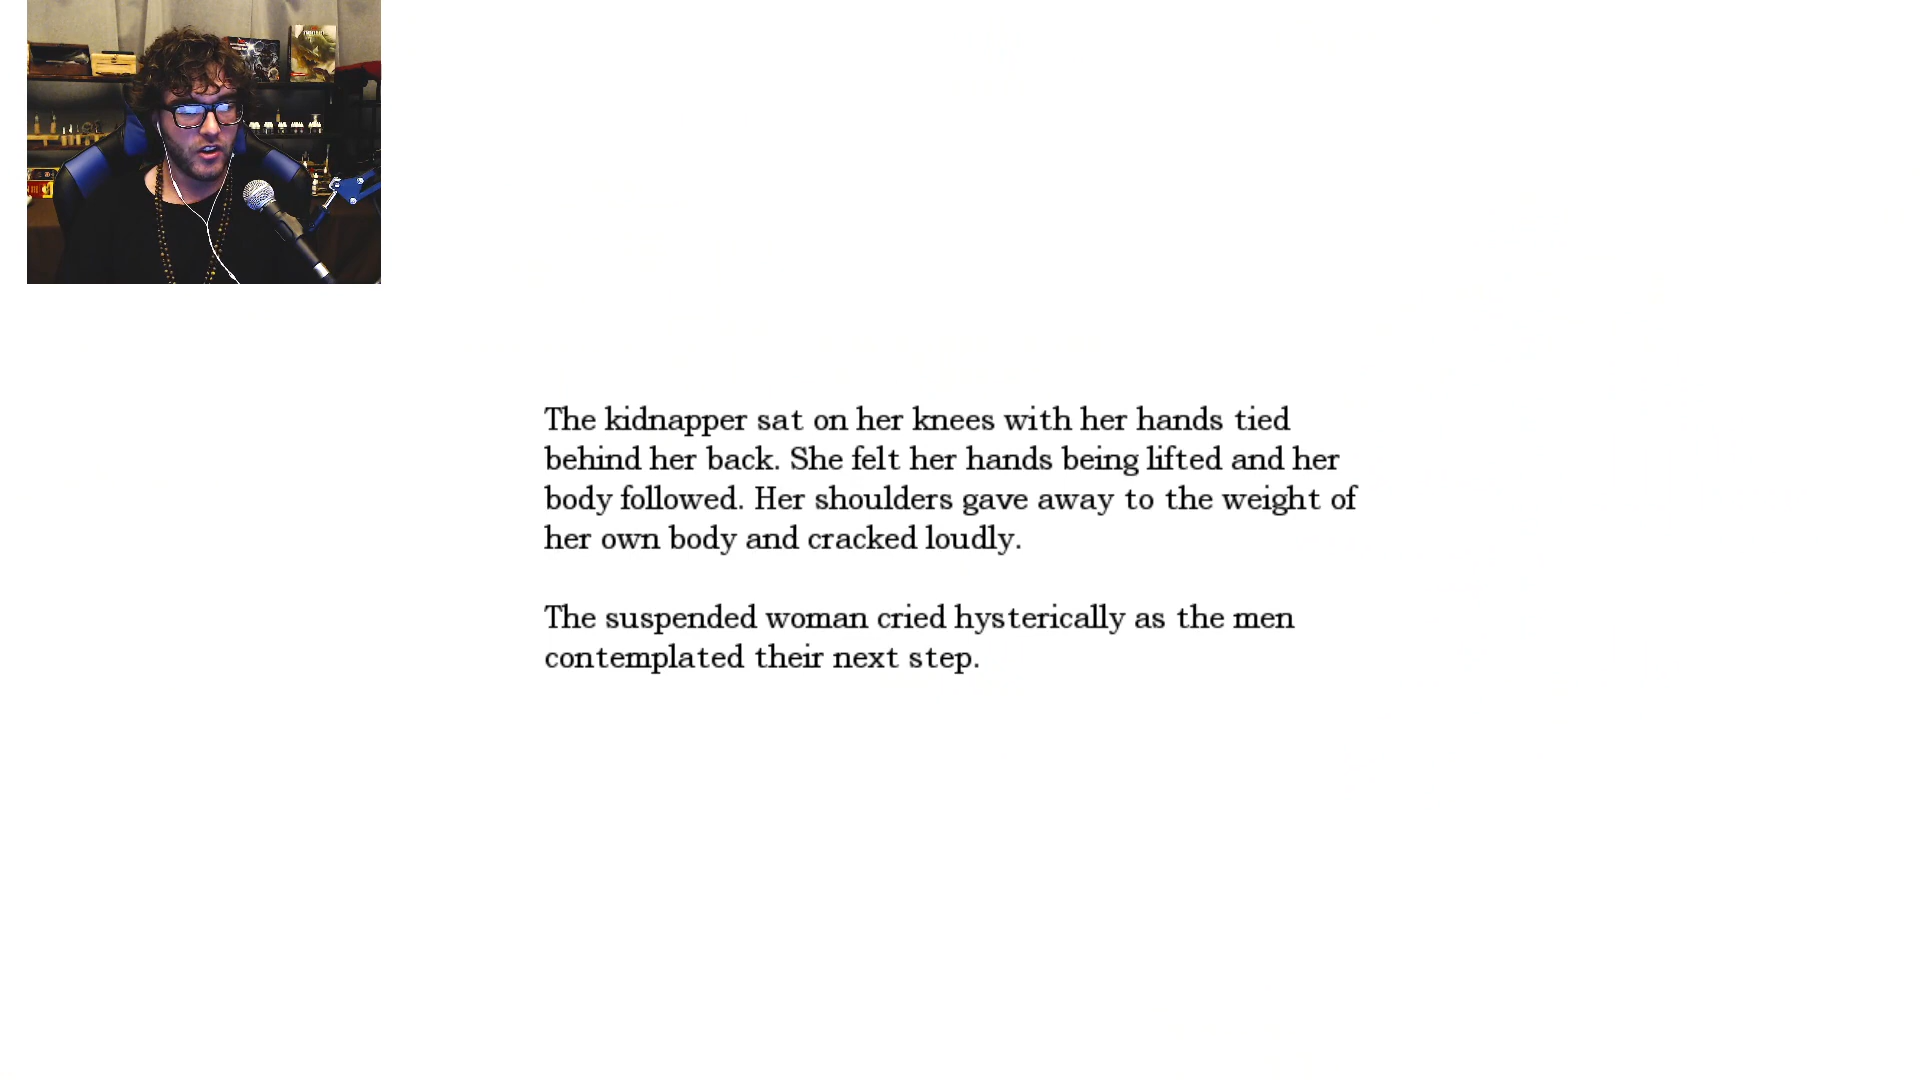 The kidnapper sat on her knees with her hands tied
behind her back. She felt her hands being lifted and her
body followed. Her shoulders gave away to the weight of
her own body and cracked loudly.
The suspended woman cried hysterically as the men
contemplated their next step.